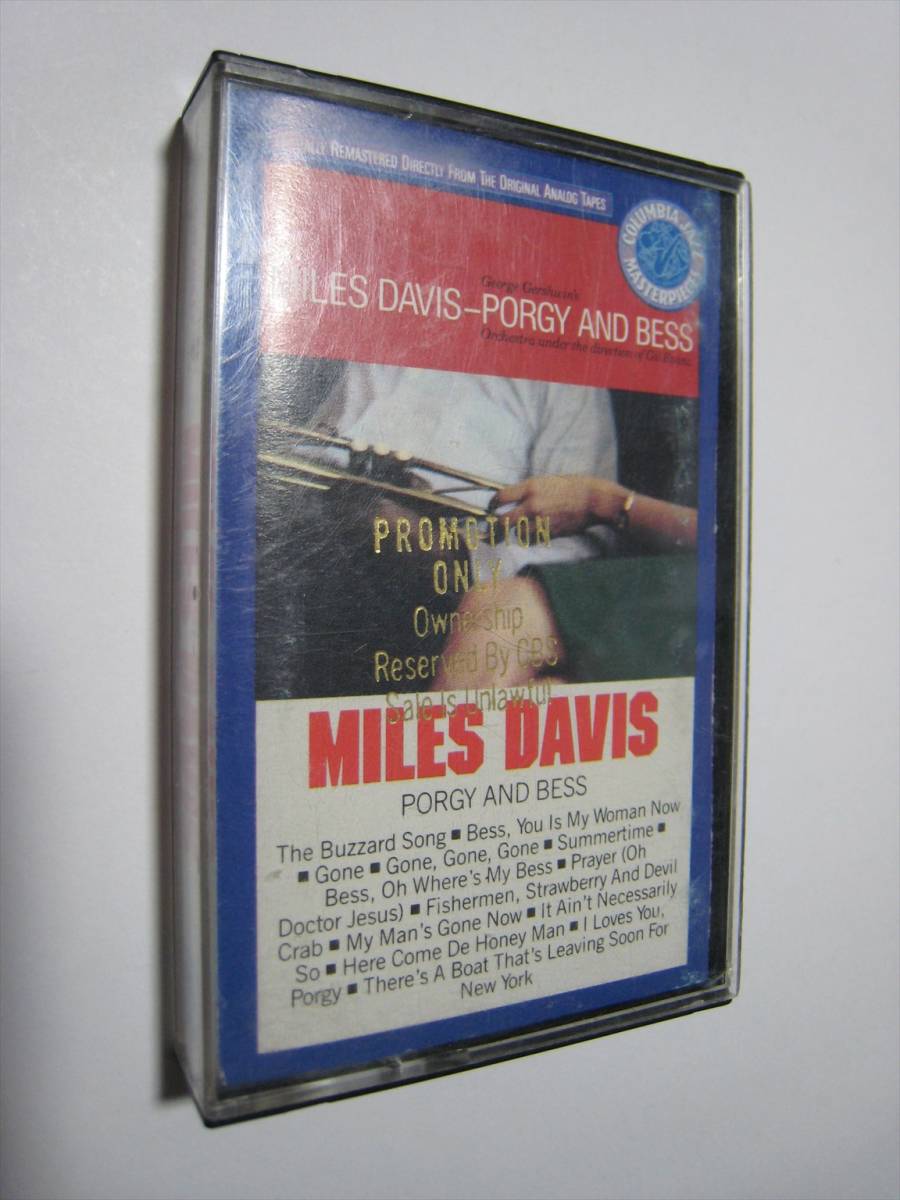 REMASTERED DIRECTLY FROM THE ORIGINAL ANALOG TAPES
COLUMBIA JAZZ
MASTERPIECES
George Gershwin's
MILES DAVIS–PORGY AND BESS
Orchestra under the direction of Gil Evans
PROMOTION
ONLY
Ownership
Reserved By CBS
Sale Is Unlawful
MILES DAVIS
PORGY AND BESS
The Buzzard Song ■ Bess, You Is My Woman Now
■ Gone ■ Gone, Gone, Gone ■ Summertime ■
Bess, Oh Where's My Bess ■ Prayer (Oh
Doctor Jesus) ■ Fishermen, Strawberry And Devil
Crab ■ My Man's Gone Now ■ It Ain't Necessarily
So ■ Here Come De Honey Man ■ I Loves You,
Porgy ■ There's A Boat That's Leaving Soon For
New York